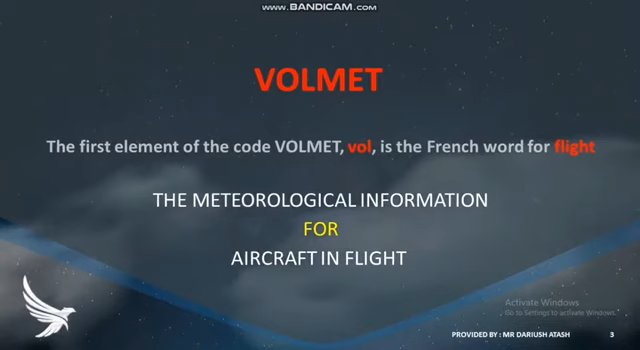 www.BANDICAM.com
VOLMET
The first element of the code VOLMET, vol, is the French word for flight
THE METEOROLOGICAL INFORMATION
FOR
AIRCRAFT IN FLIGHT
Activate Windows
Go to Settings to activate Windows.
PROVIDED BY : MR DARIUSH ATASH
3